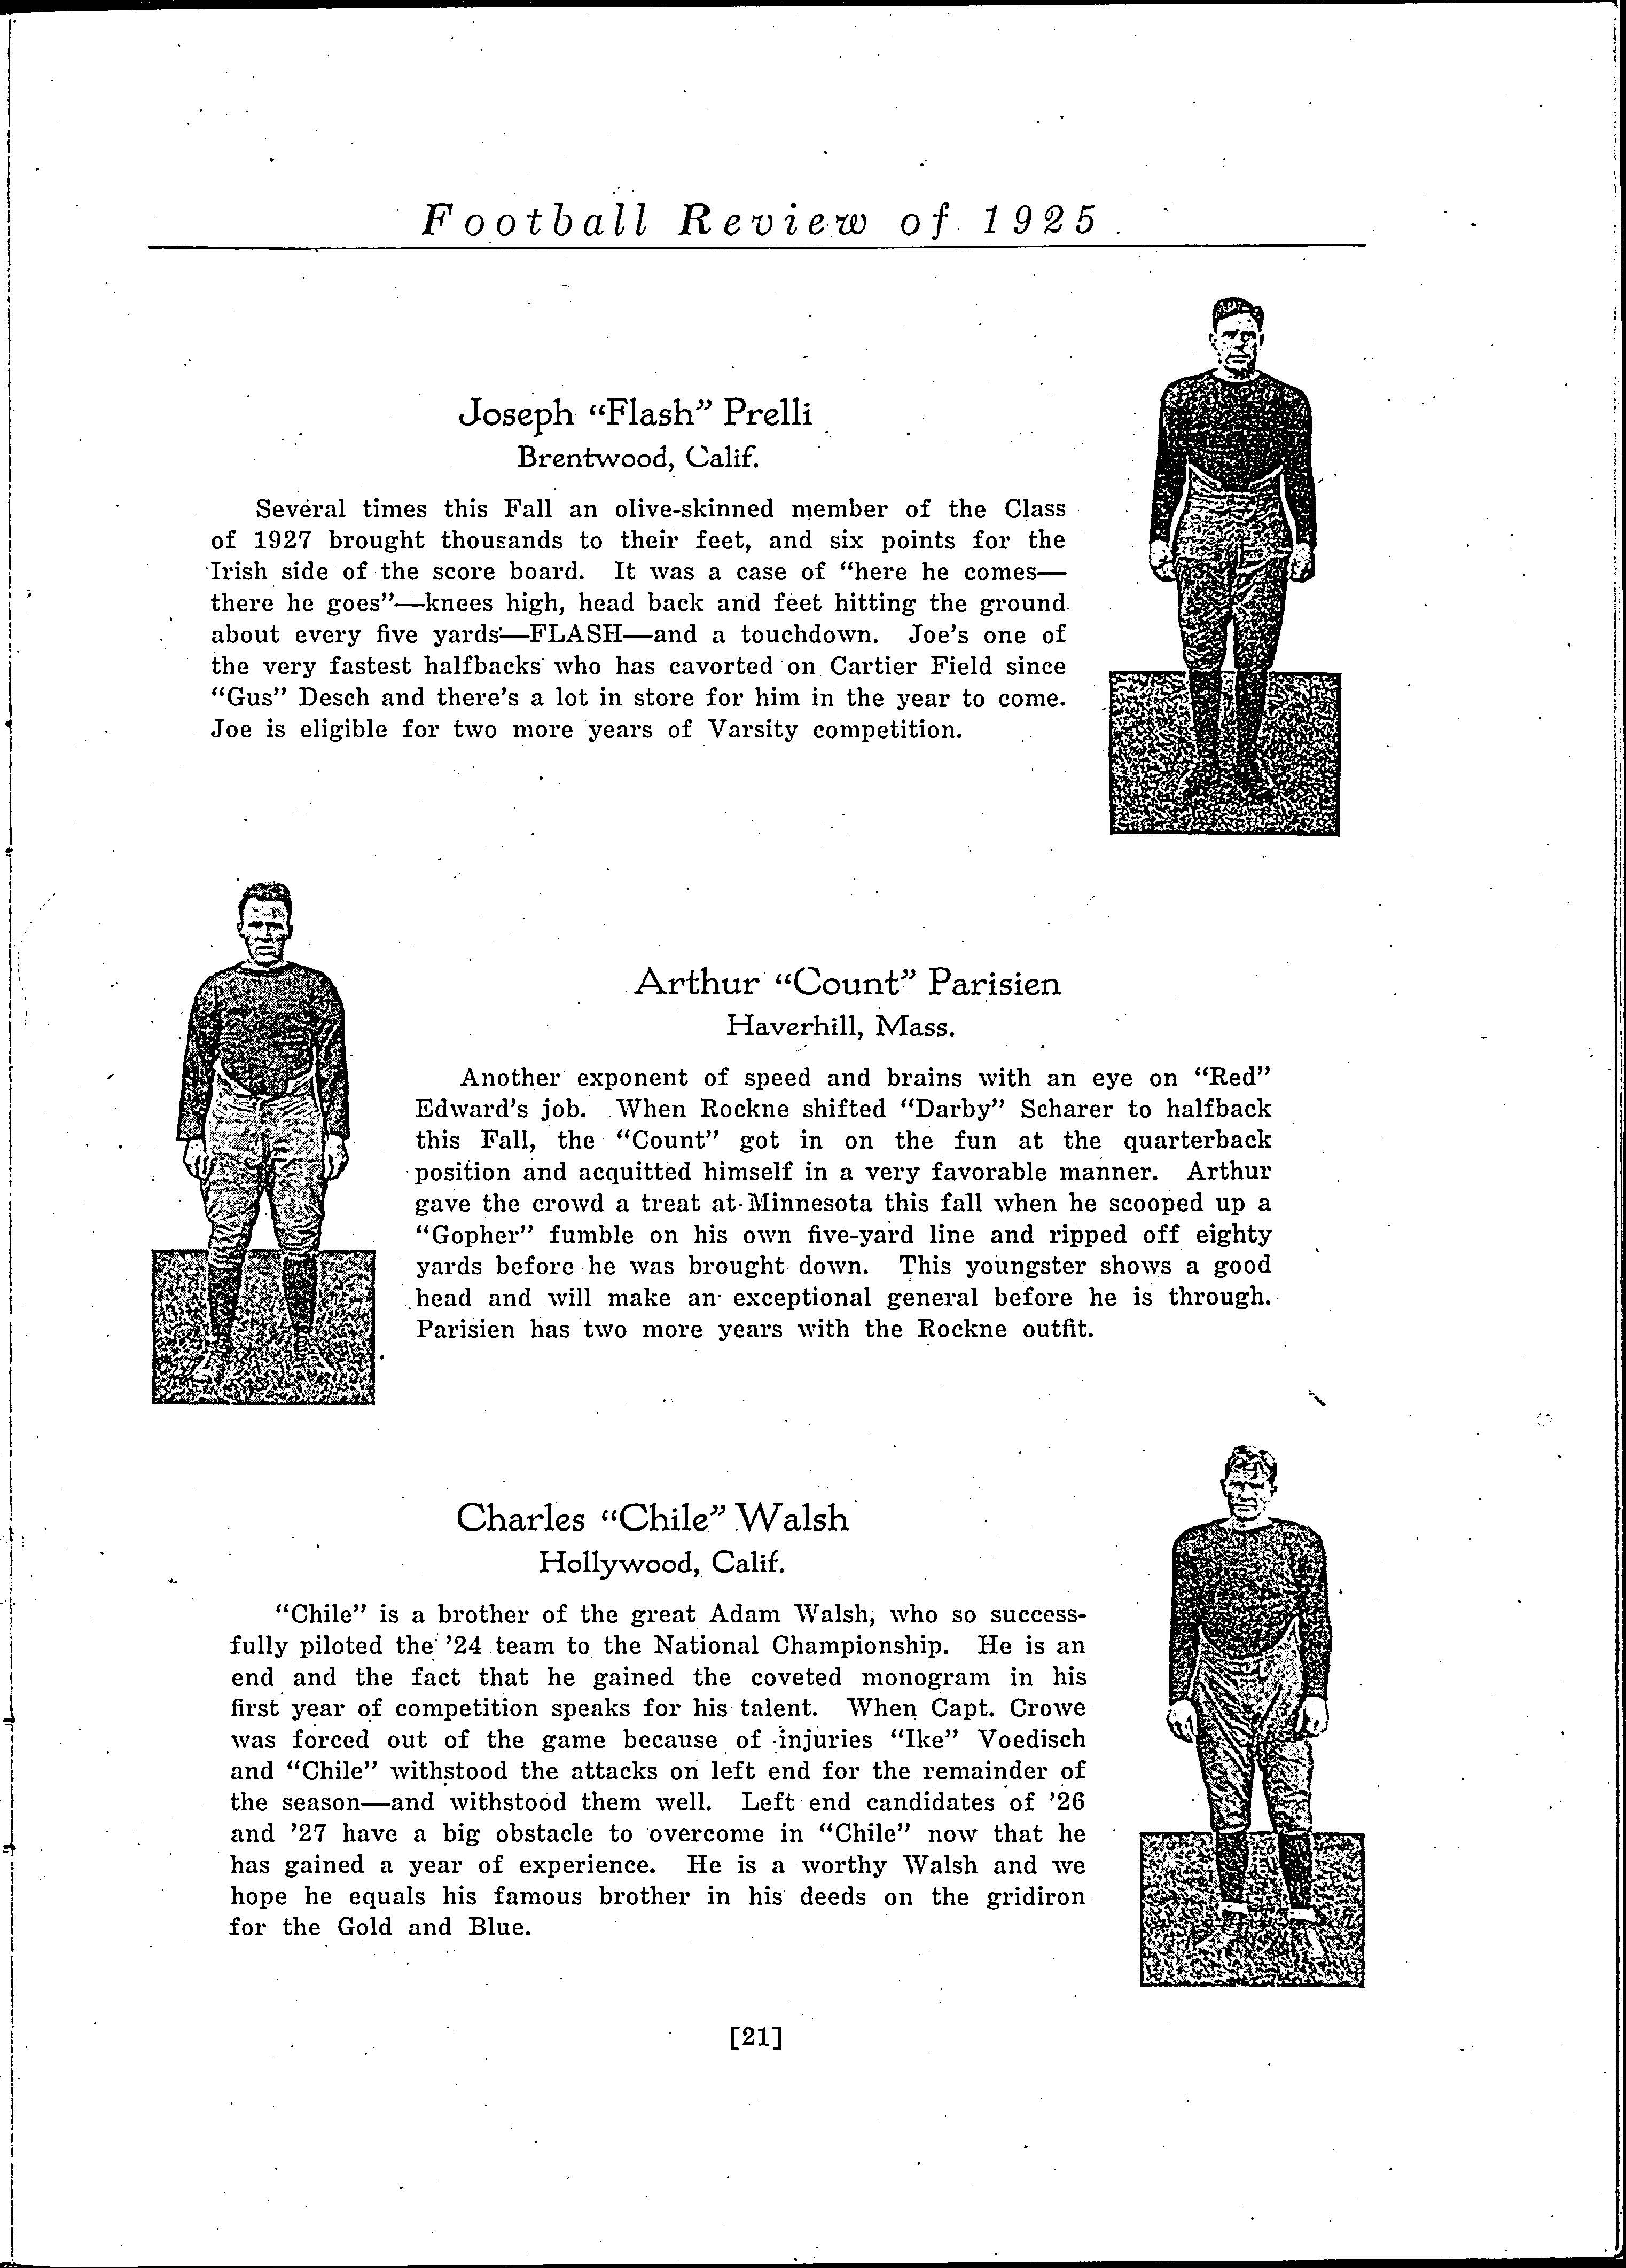 Football Review of 1925
Joseph “Flash” Prelli
Brentwood, Calif.
Several times this Fall an olive-skinned member of the Class
of 1927 brought thousands to their feet, and six points for the
Irish side of the score board. It was a case of “here he comes—
there he goes”—knees high, head back and feet hitting the ground
about every five yards—FLASH—and a touchdown. Joe's one of
the very fastest halfbacks who has cavorted on Cartier Field since
“Gus” Desch and there's a lot in store for him in the year to come.
Joe is eligible for two more years of Varsity competition.
Arthur “Count” Parisien
Haverhill, Mass.
Another exponent of speed and brains with an eye on “Red”
Edward's job. When Rockne shifted “Darby” Scharer to halfback
this Fall, the “Count” got in on the fun at the quarterback
position and acquitted himself in a very favorable manner. Arthur
gave the crowd a treat at Minnesota this fall when he scooped up a
“Gopher” fumble on his own five-yard line and ripped off eighty
yards before he was brought down. This youngster shows a good
head and will make an exceptional general before he is through.
Parisien has two more years with the Rockne outfit.
Charles “Chile” Walsh
Hollywood, Calif.
“Chile” is a brother of the great Adam Walsh, who so success-
fully piloted the '24 team to the National Championship. He is an
end and the fact that he gained the coveted monogram in his
first year of competition speaks for his talent. When Capt. Crowe
was forced out of the game because of injuries “Ike” Voedisch
and “Chile” withstood the attacks on left end for the remainder of
the season—and withstood them well. Left end candidates of '26
and '27 have a big obstacle to overcome in “Chile” now that he
has gained a year of experience. He is a worthy Walsh and we
hope he equals his famous brother in his deeds on the gridiron
for the Gold and Blue.
[21]